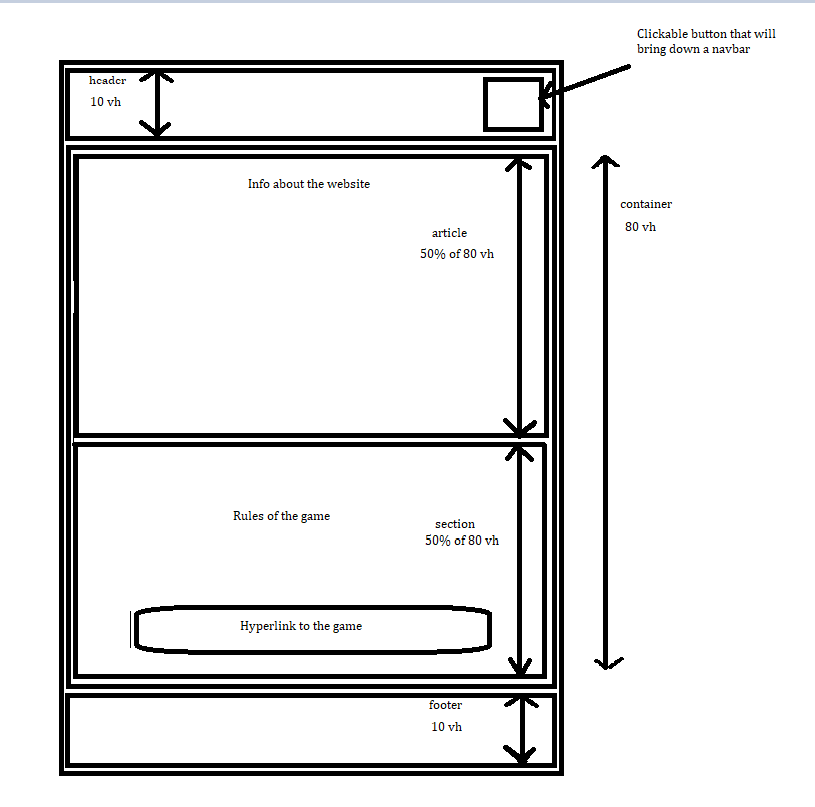 Clickable button that will
bring down a navbar
header
10 vh
Info about the website
container
80 vh
article
50% of 80 vh
Rules of the game
section
50% of 80 vh
Hyperlink to the game
footer
10 vh